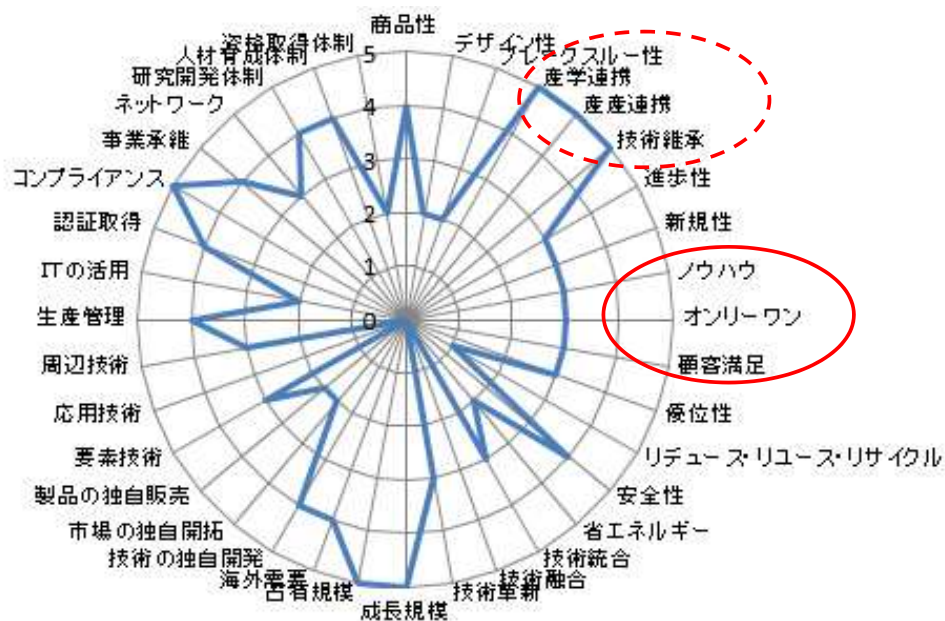 商品性
デザイン性
ブレイクスルー性
産学連携
産産連携
技術継承
進歩性
新規性
ノウハウ
オンリーワン
顧客満足
優位性
リデュース・リユース・リサイクル
安全性
省エネルギー
技術統合
技術融合
技術革新
成長規模
占有規模
海外需要
技術の独自開発
市場の独自開拓
製品の独自販売
要素技術
応用技術
周辺技術
生産管理
ITの活用
認証取得
コンプライアンス
事業承継
ネットワーク
研究開発体制
人材育成体制
資格取得体制
5
4
3
2
1
0